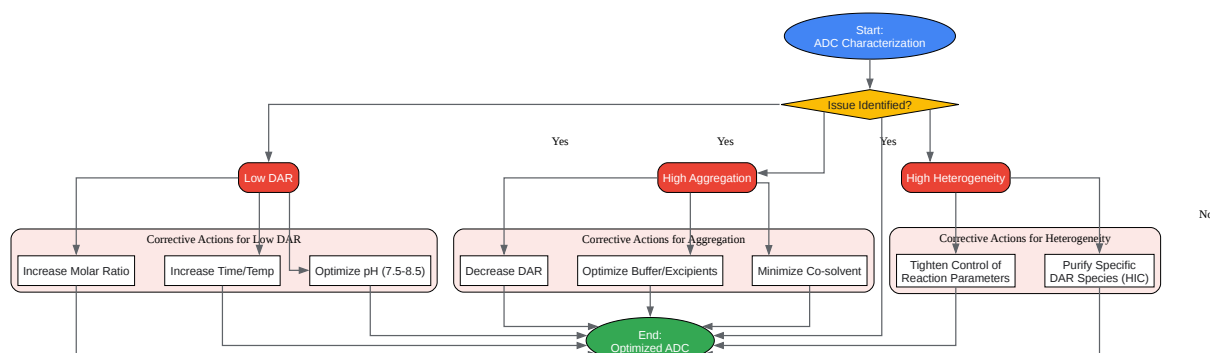 Start:
ADC Characterization
Issue Identified?
Yes
Yes
Yes
Low DAR
High Aggregation
High Heterogeneity
No
Corrective Actions for Low DAR
Corrective Actions for Aggregation
Corrective Actions for Heterogeneity
Increase Molar Ratio
Increase Time/Temp
Optimize pH (7.5-8.5)
Decrease DAR
Optimize Buffer/Excipients
Minimize Co-solvent
Tighten Control of
Reaction Parameters
Purify Specific
DAR Species (HIC)
End:
Optimized ADC